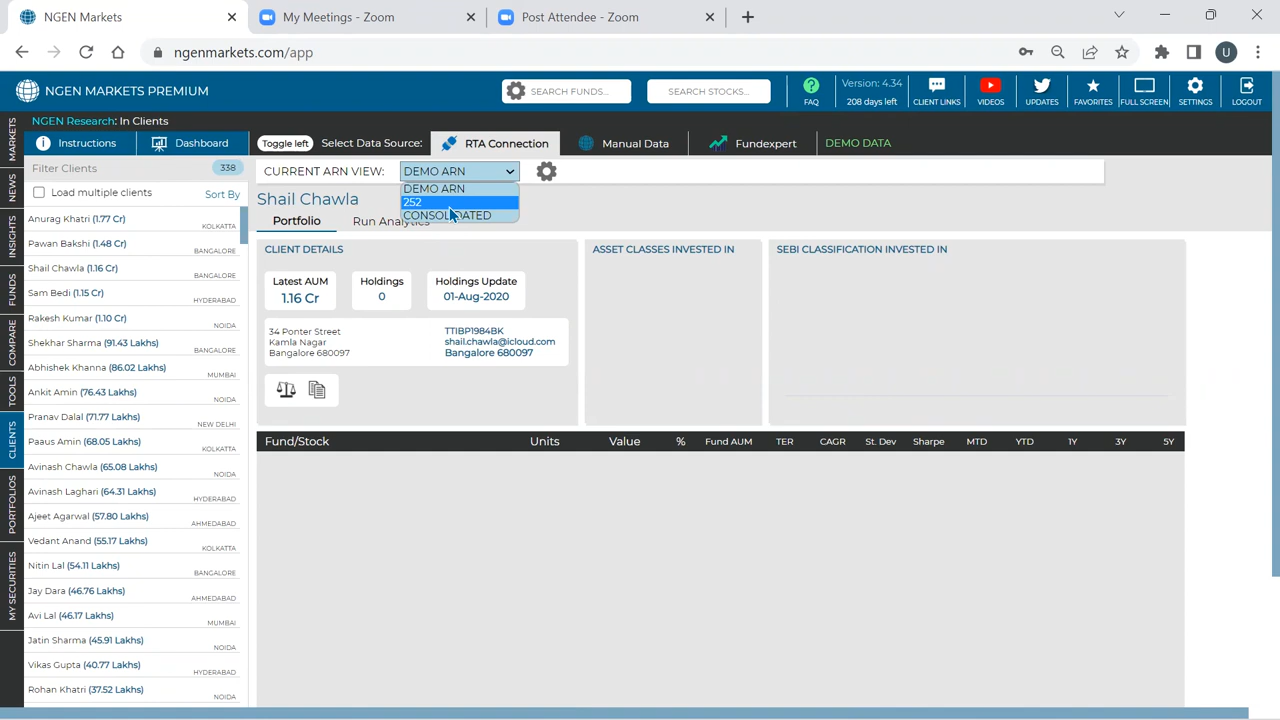 NGEN Markets
My Meetings - Zoom
Post Attendee - Zoom
ngenmarkets.com/app
U
NGEN MARKETS PREMIUM
SEARCH FUNDS...
SEARCH STOCKS...
FAQ
Version: 4.34
208 days left
CLIENT LINKS
VIDEOS
UPDATES
FAVORITES
FULL SCREEN
SETTINGS
LOGOUT
NGEN Research: In Clients
Instructions
Dashboard
Toggle left
Select Data Source:
RTA Connection
Manual Data
Fundexpert
DEMO DATA
MARKETS
NEWS
INSIGHTS
FUNDS
COMPARE
TOOLS
CLIENTS
PORTFOLIOS
MY SECURITIES
Filter Clients
338
Load multiple clients
Sort By
Anurag Khatri (1.77 Cr)
KOLKATTA
Pawan Bakshi (1.48 Cr)
BANGALORE
Shail Chawla (1.16 Cr)
BANGALORE
Sam Bedi (1.15 Cr)
HYDERABAD
Rakesh Kumar (1.10 Cr)
NOIDA
Shekhar Sharma (91.43 Lakhs)
BANGALORE
Abhishek Khanna (86.02 Lakhs)
MUMBAI
Ankit Amin (76.43 Lakhs)
NOIDA
Pranav Dalal (71.77 Lakhs)
NEW DELHI
Paaus Amin (68.05 Lakhs)
KOLKATTA
Avinash Chawla (65.08 Lakhs)
NOIDA
Avinash Laghari (64.31 Lakhs)
HYDERABAD
Ajeet Agarwal (57.80 Lakhs)
AHMEDABAD
Vedant Anand (55.17 Lakhs)
KOLKATTA
Nitin Lal (54.11 Lakhs)
BANGALORE
Jay Dara (46.76 Lakhs)
AHMEDABAD
Avi Lal (46.17 Lakhs)
MUMBAI
Jatin Sharma (45.91 Lakhs)
NOIDA
Vikas Gupta (40.77 Lakhs)
HYDERABAD
Rohan Khatri (37.52 Lakhs)
NOIDA
CURRENT ARN VIEW:
DEMO ARN
DEMO ARN
252
CONSOLIDATED
Shail Chawla
Portfolio
Run Analytics
CLIENT DETAILS
Latest AUM
1.16 Cr
Holdings
0
Holdings Update
01-Aug-2020
34 Ponter Street
Kamla Nagar
Bangalore 680097
TTIBP1984BK
shail.chawla@icloud.com
Bangalore 680097
ASSET CLASSES INVESTED IN
SEBI CLASSIFICATION INVESTED IN
Fund/Stock Units Value % Fund AUM TER CAGR St. Dev Sharpe MTD YTD 1Y 3Y 5Y